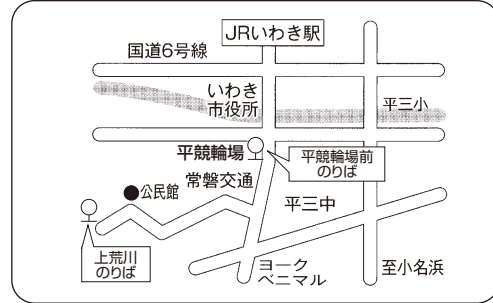 JRいわき駅
国道6号線
いわき
市役所
平三小
平競輪場
平競輪場前
のりば
常磐交通
公民館
平三中
上荒川
のりば
ヨーク
ベニマル
至小名浜